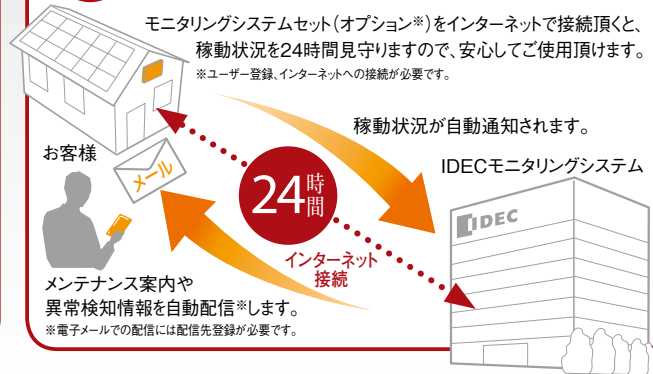 モニタリングシステムセット（オプション※）をインターネットで接続頂くと、
稼動状況を24時間見守りますので、安心してご使用頂けます。
※ユーザー登録、インターネットへの接続が必要です。
稼動状況が自動通知されます。
お客様
IDECモニタリングシステム
メール
24時間
IDEC
インターネット
接続
メンテナンス案内や
異常検知情報を自動配信※します。
※電子メールでの配信には配信先登録が必要です。